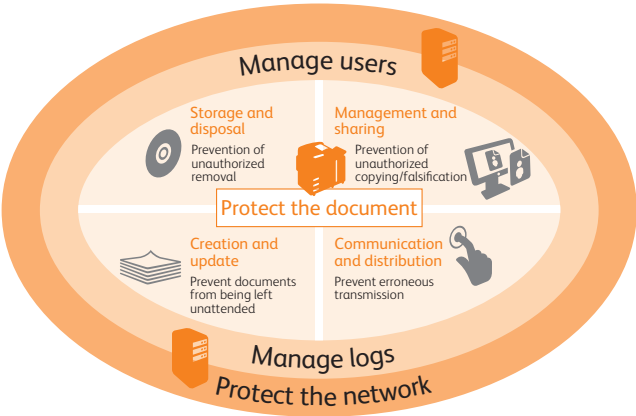 Manage users
Storage and
disposal
Prevention of
unauthorized
removal
Management and
sharing
Prevention of
unauthorized
copying/falsification
Protect the document
Creation and
update
Prevent documents
from being left
unattended
Communication
and distribution
Prevent erroneous
transmission
Manage logs
Protect the network